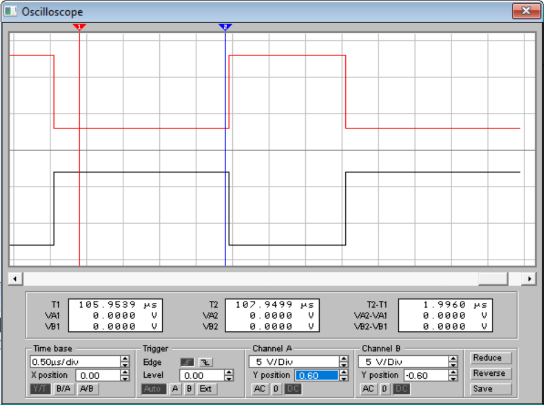 Oscilloscope
1 2
T1 105.9539 µs T2 107.9499 µs T2-T1 1.9960 µs
VA1 0.0000 V VA2 0.0000 V VA2-VA1 0.0000 V
VB1 0.0000 V VB2 0.0000 V VB2-VB1 0.0000 V
Time base Trigger Channel A Channel B
0.50µs/div Edge 5 V/Div 5 V/Div Reduce
X position 0.00 Level 0.00 Y position 0.60 Y position -0.60 Reverse
Y/T B/A A/B Auto A B Ext AC 0 DC AC 0 DC Save